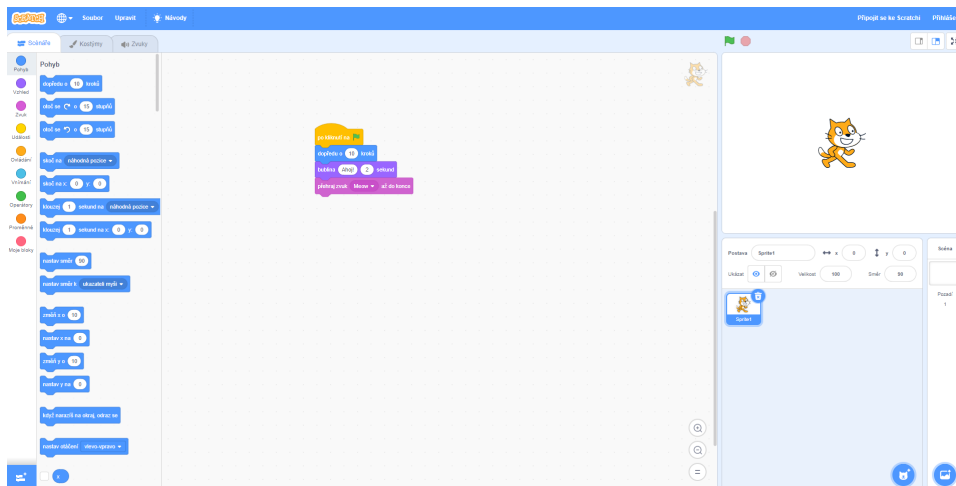 SCRATCH
Soubor Upravit Návody Připojit se ke Scratchi Přihláše
Scénáře Kostýmy Zvuky
Pohyb
Vzhled
Zvuk
Události
Ovládání
Vnímání
Operátory
Proměnná
Moje bloky
Pohyb
dopředu o 10 kroků
otoč se o 15 stupňů
otoč se o 15 stupňů
skoč na náhodná pozice
skoč na x: 0 y: 0
klouzej 1 sekund na náhodná pozice
klouzej 1 sekund na x: 0 y: 0
nastav směr 90
nastav směr k ukazateli myši
změň x o 10
nastav x na 0
změň y o 10
nastav y na 0
když narazíš na okraj, odraz se
nastav otáčení vlevo-vpravo
x
po kliknutí na
dopředu o 10 kroků
bublina Ahoj! 2 sekund
přehraj zvuk Meow až do konce
Postava Sprite1 x 0 y 0
Ukázat Velikost 100 Směr 90
Sprite1
Scéna
Pozadí
1